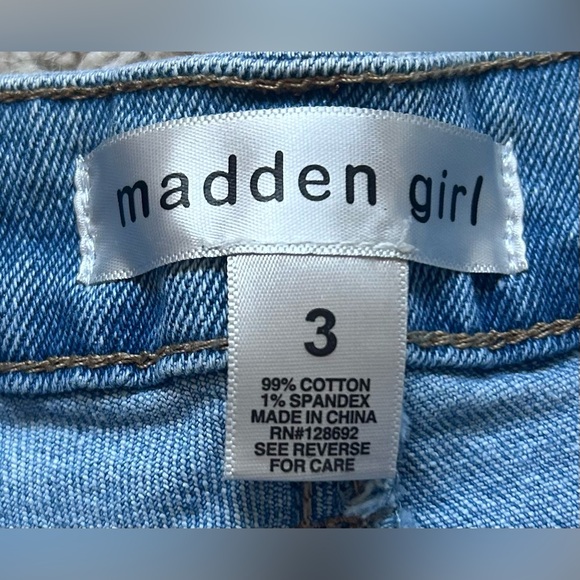 madden girl
3
99% COTTON
1% SPANDEX
MADE IN CHINA
RN#128692
SEE REVERSE
FOR CARE